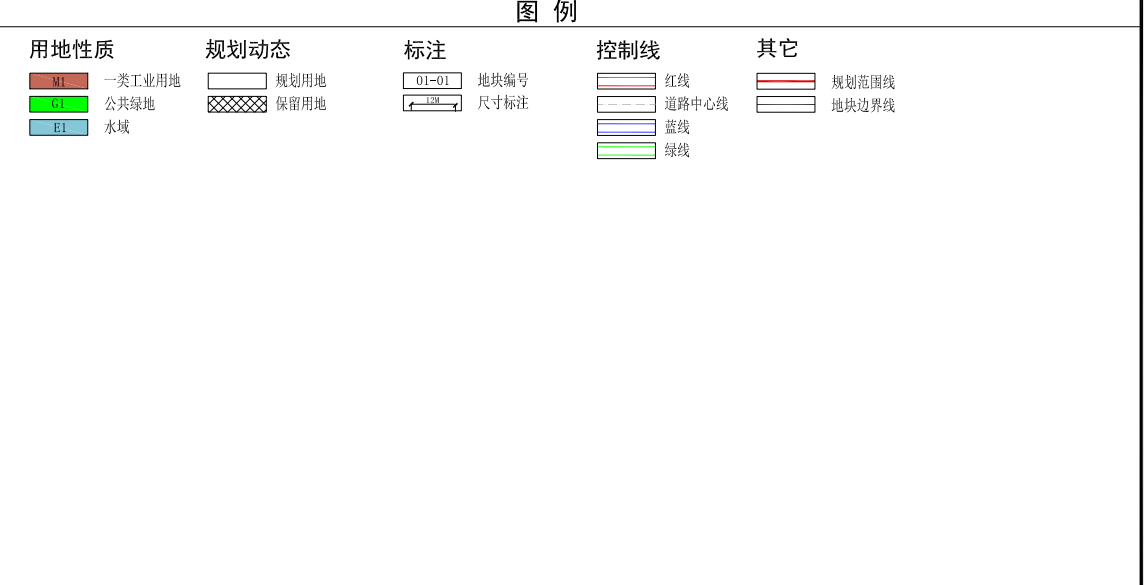 图 例
用地性质 规划动态 标注 控制线 其它
M1 一类工业用地 规划用地 01-01 地块编号 红线 规划范围线
G1 公共绿地 保留用地 12M 尺寸标注 道路中心线 地块边界线
E1 水域 蓝线
绿线